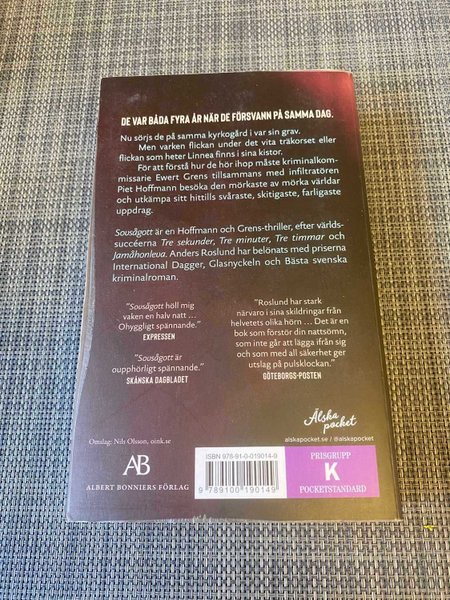 DE VAR BÅDA FYRA ÅR NÄR DE FÖRSVANN PÅ SAMMA DAG.
Nu sörjs de på samma kyrkogård i var sin grav.
Men varken flickan under det vita träkorset eller
flickan som heter Linnea finns i sina kistor.
För att förstå hur de hör ihop måste kriminalkom-
missarie Ewert Grens tillsammans med infiltratören
Piet Hoffmann besöka den mörkaste av mörka världar
och utkämpa sitt hittills svåraste, skitigaste, farligaste
uppdrag.
Sousågott är en Hoffmann och Grens-thriller, efter världs-
succéerna Tre sekunder, Tre minuter, Tre timmar och
Jamåhonleva. Anders Roslund har belönats med priserna
International Dagger, Glasnyckeln och Bästa svenska
kriminalroman.
”Sousågott höll mig
vaken en halv natt …
Ohyggligt spännande.”
EXPRESSEN
”Sousågott är
oupphörligt spännande.”
SKÅNSKA DAGBLADET
”Roslund har stark
närvaro i sina skildringar från
helvetets olika hörn … Det är en
bok som förstör din nattsömn,
som inte går att lägga ifrån sig
och som med all säkerhet ger
utslag på pulsklockan.”
GÖTEBORGS-POSTEN
Älska
pocket
alskapocket.se / @alskapocket
Omslag: Nils Olsson, oink.se
AB
ALBERT BONNIERS FÖRLAG
ISBN 978-91-0-019014-9
9 789100 190149
PRISGRUPP
K
POCKETSTANDARD